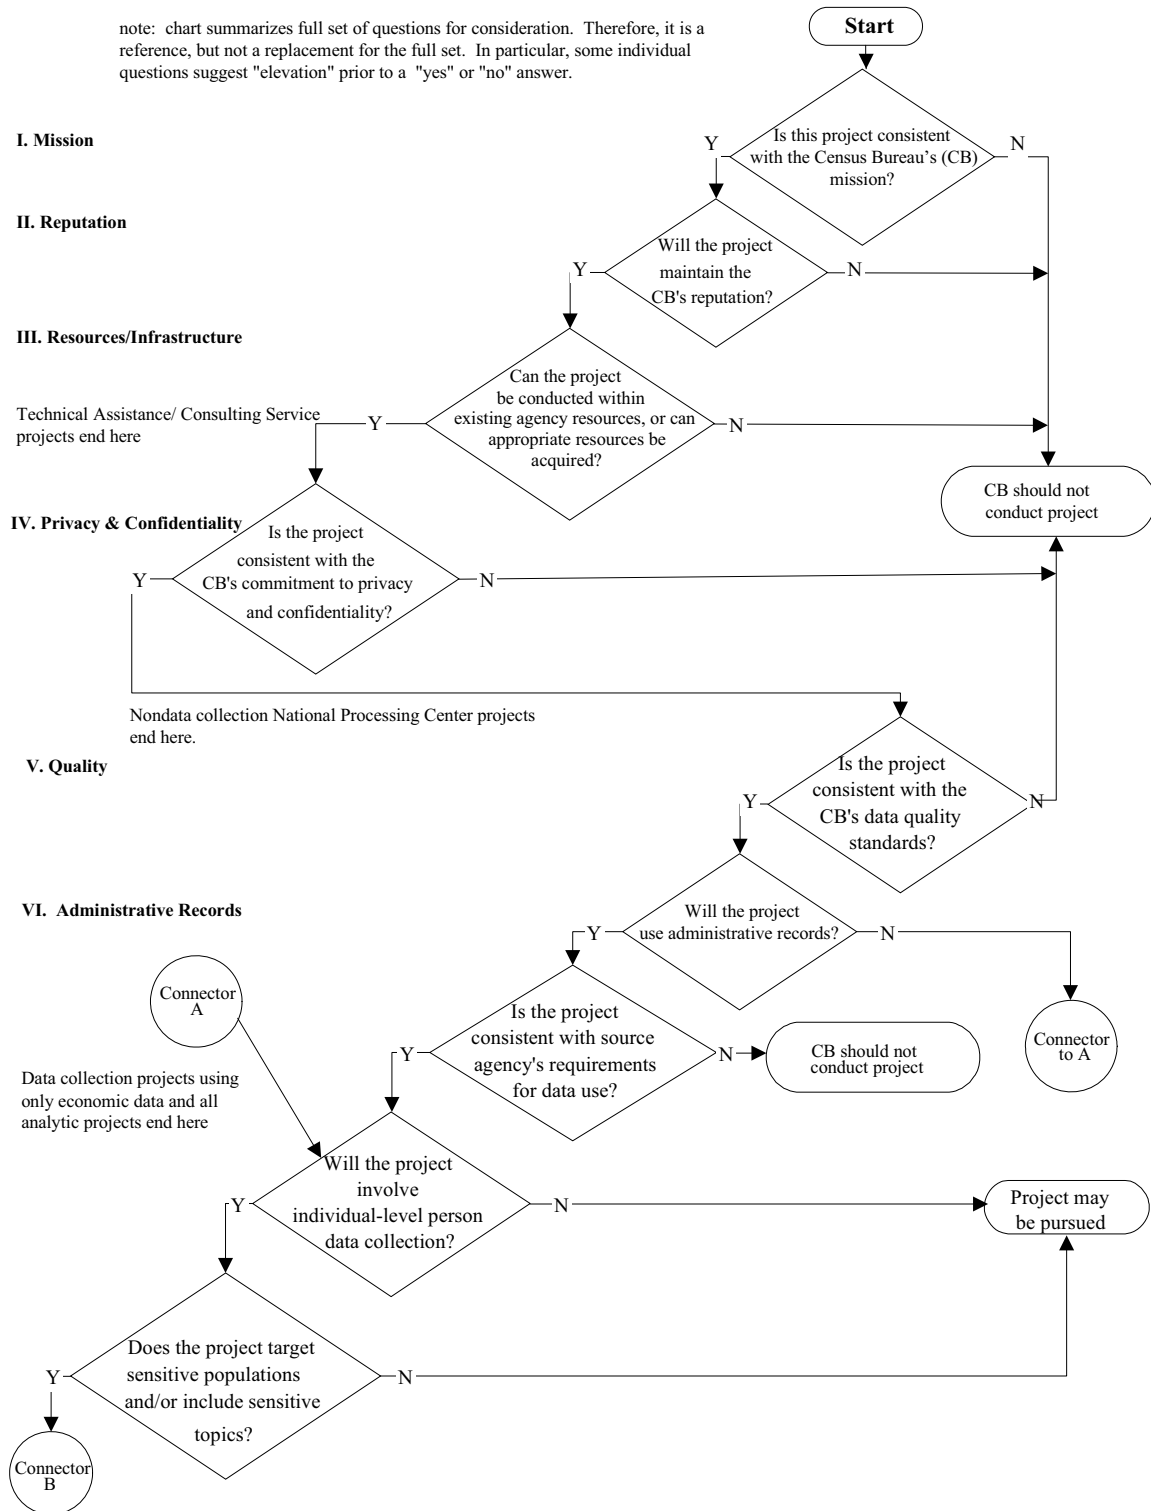 note: chart summarizes full set of questions for consideration. Therefore, it is a
reference, but not a replacement for the full set. In particular, some individual
questions suggest "elevation" prior to a "yes" or "no" answer.
Start
I. Mission
Is this project consistent
with the Census Bureau’s (CB)
mission?
Y
N
II. Reputation
Will the project
maintain the
CB's reputation?
Y
N
III. Resources/Infrastructure
Can the project
be conducted within
existing agency resources, or can
appropriate resources be
acquired?
Y
N
Technical Assistance/ Consulting Service
projects end here
CB should not
conduct project
IV. Privacy & Confidentiality
Is the project
consistent with the
CB's commitment to privacy
and confidentiality?
Y
N
Nondata collection National Processing Center projects
end here.
V. Quality
Is the project
consistent with the
CB's data quality
standards?
Y
N
VI. Administrative Records
Will the project
use administrative records?
Y
N
Connector
A
Is the project
consistent with source
agency's requirements
for data use?
Y
N
CB should not
conduct project
Connector
to A
Data collection projects using
only economic data and all
analytic projects end here
Will the project
involve
individual-level person
data collection?
Y
N
Project may
be pursued
Does the project target
sensitive populations
and/or include sensitive
topics?
Y
N
Connector
B